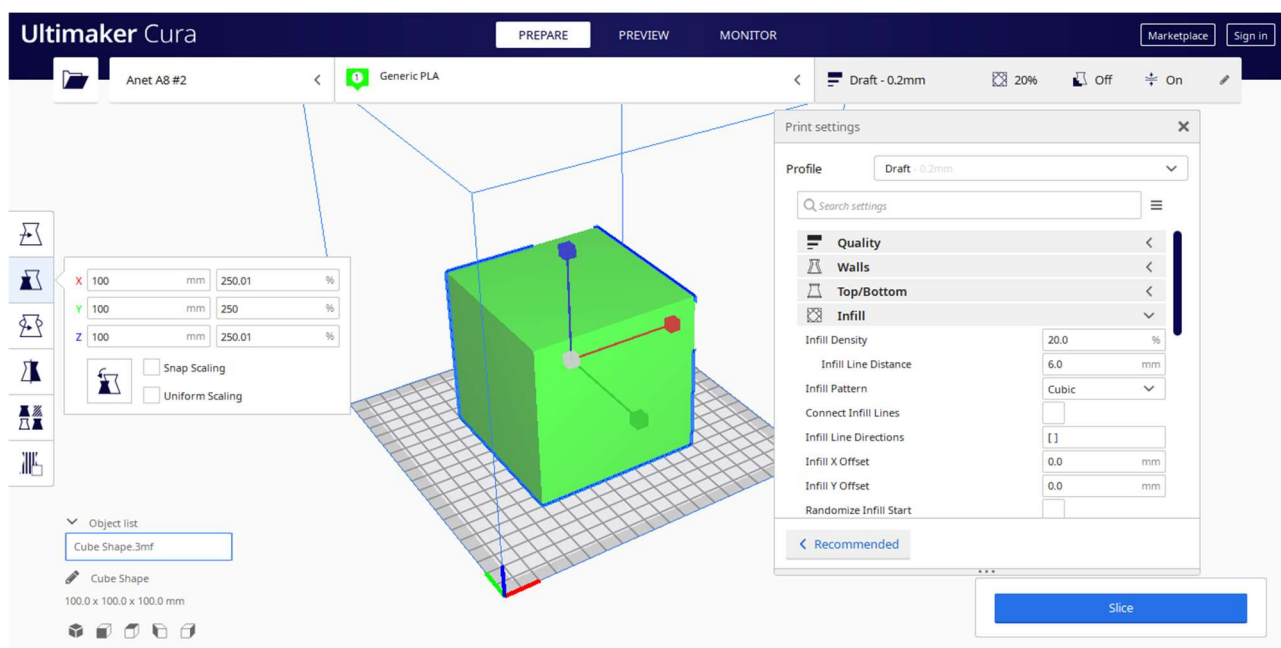 Ultimaker Cura
PREPARE PREVIEW MONITOR
Marketplace Sign in
Anet A8 #2
1 Generic PLA
Draft - 0.2mm 20% Off On
Print settings
Profile Draft - 0.2mm
Search settings
Quality
Walls
Top/Bottom
Infill
Infill Density 20.0 %
Infill Line Distance 6.0 mm
Infill Pattern Cubic
Connect Infill Lines
Infill Line Directions [ ]
Infill X Offset 0.0 mm
Infill Y Offset 0.0 mm
Randomize Infill Start
Recommended
X 100 mm 250.01 %
Y 100 mm 250 %
Z 100 mm 250.01 %
Snap Scaling
Uniform Scaling
Object list
Cube Shape.3mf
Cube Shape
100.0 x 100.0 x 100.0 mm
Slice